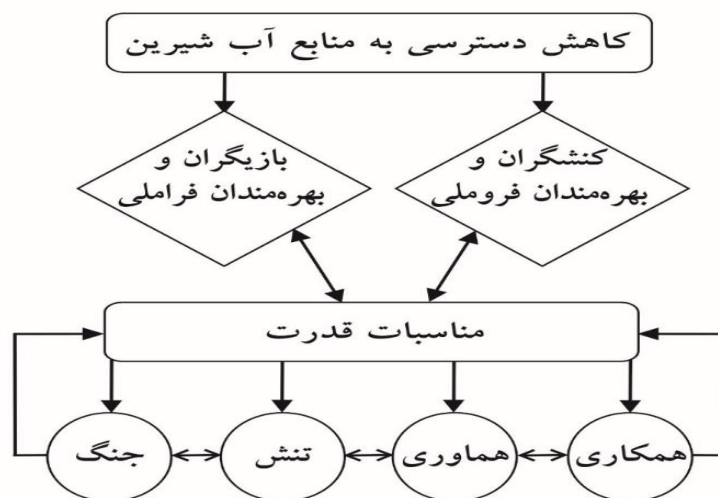 کاهش دسترسی به منابع آب شیرین
کنشگران و
بهره‌مندان فروملی
بازیگران و
بهره‌مندان فراملی
مناسبات قدرت
همکاری
هماوری
تنش
جنگ